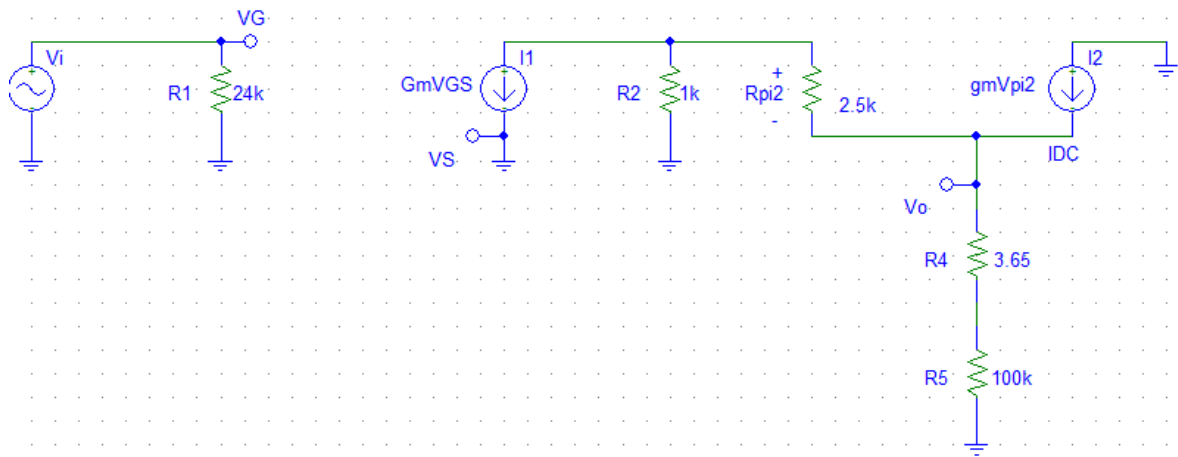 VG
Vi
R1
24k
I1
GmVGS
VS
R2
1k
Rpi2
+
-
2.5k
I2
gmVpi2
IDC
Vo
R4
3.65
R5
100k